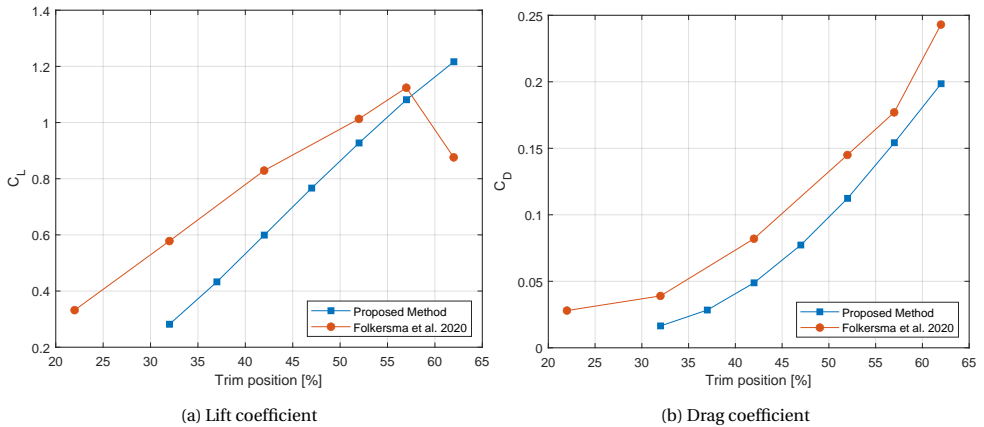 1.4
1.2
1
0.8
0.6
0.4
0.2
C_L
20 25 30 35 40 45 50 55 60 65
Trim position [%]
Proposed Method
Folkersma et al. 2020
(a) Lift coefficient
0.25
0.2
0.15
0.1
0.05
0
C_D
20 25 30 35 40 45 50 55 60 65
Trim position [%]
Proposed Method
Folkersma et al. 2020
(b) Drag coefficient